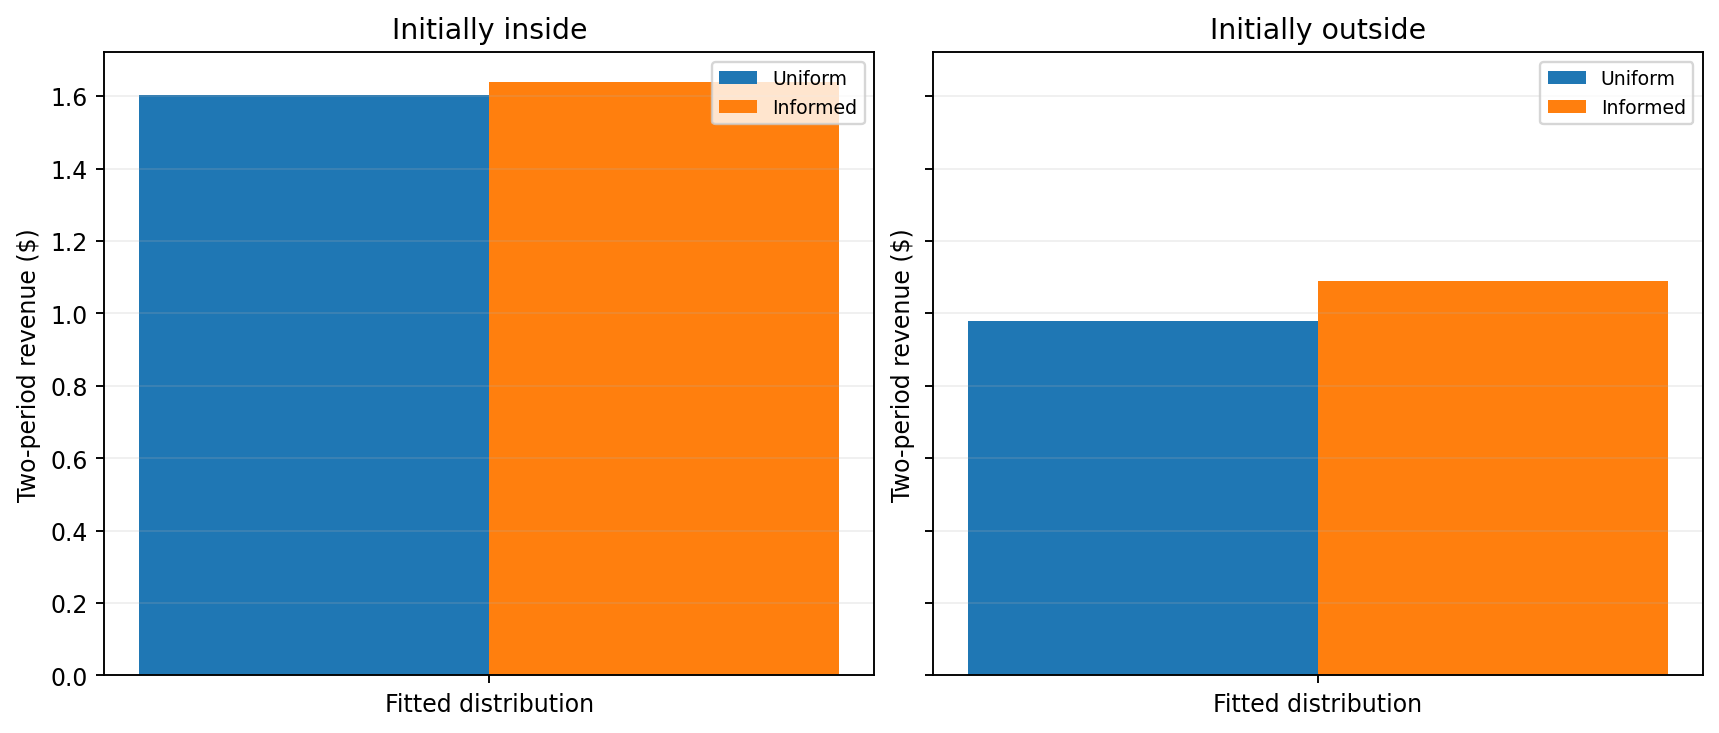 Initially inside
Two-period revenue ($)
1.6
1.4
1.2
1.0
0.8
0.6
0.4
0.2
0.0
Uniform
Informed
Fitted distribution
Initially outside
Two-period revenue ($)
Uniform
Informed
Fitted distribution